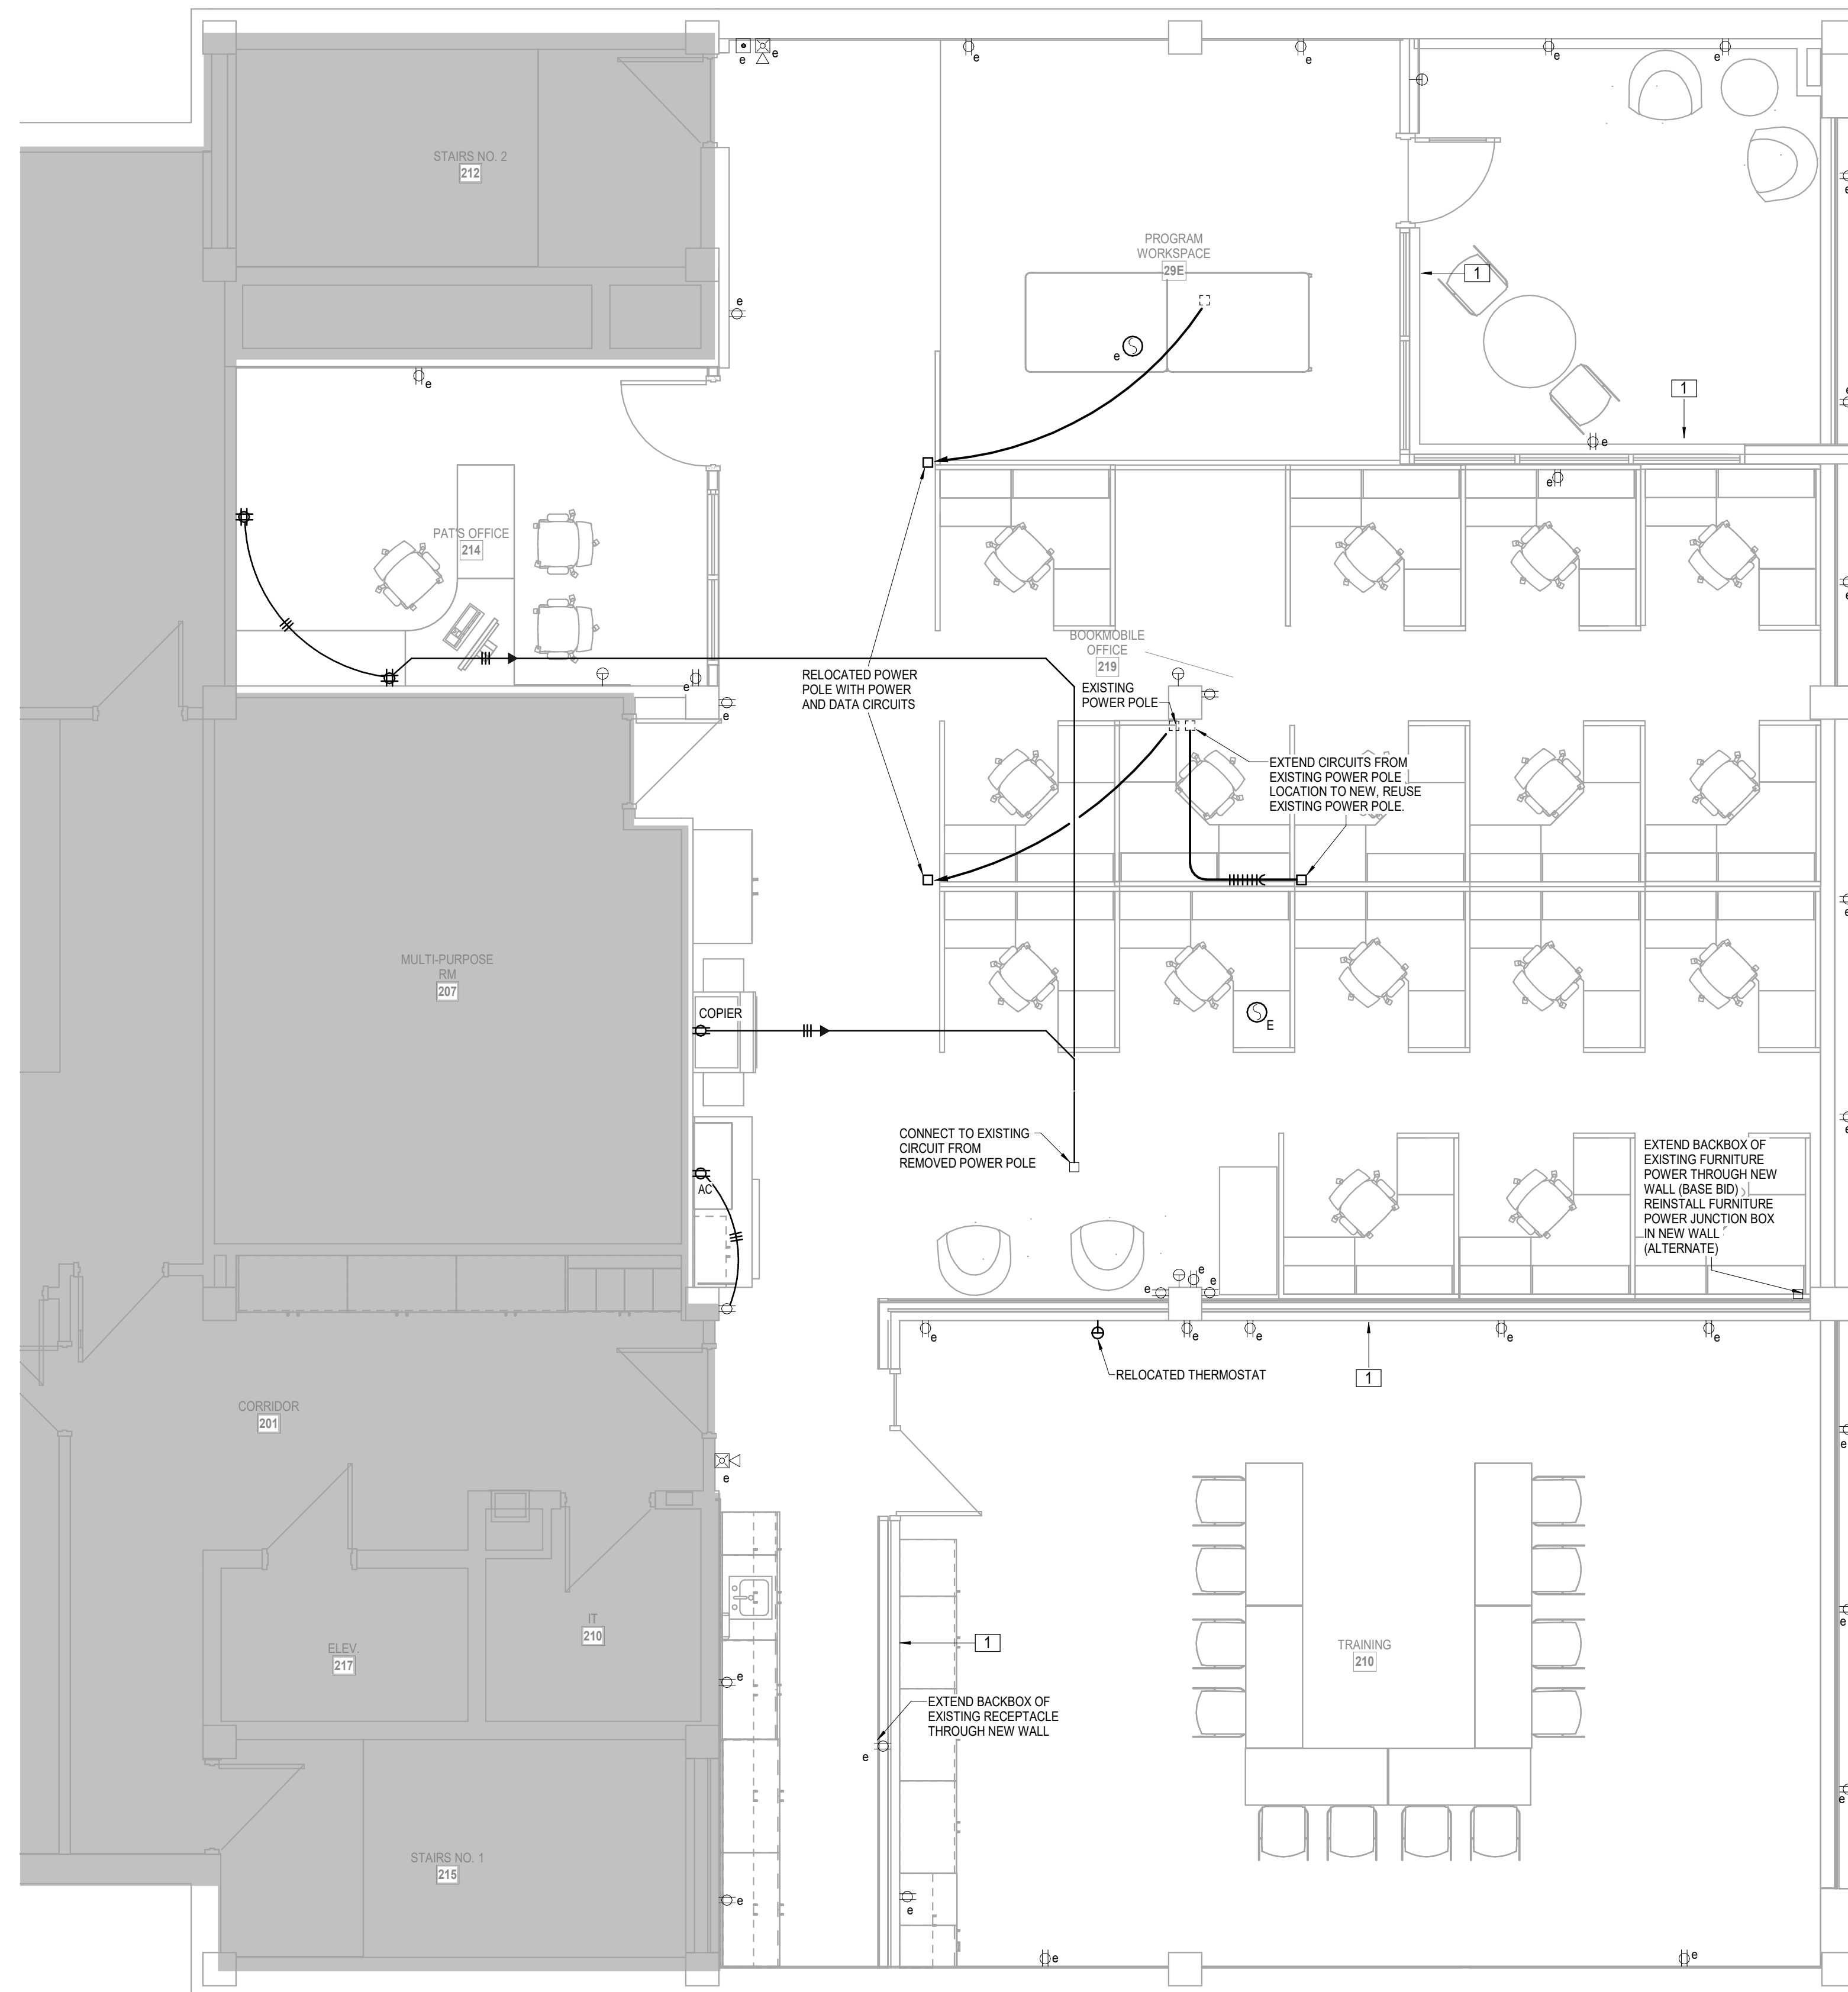 e
e
e
e
e
e
STAIRS NO. 2
212
e
PROGRAM
WORKSPACE
29E
1
e
e
e
1
e
e
e
e
PAT'S OFFICE
214
e
BOOKMOBILE
OFFICE
219
RELOCATED POWER
POLE WITH POWER
AND DATA CIRCUITS
EXISTING
POWER POLE
e
e
EXTEND CIRCUITS FROM
EXISTING POWER POLE
LOCATION TO NEW, REUSE
EXISTING POWER POLE.
e
MULTI-PURPOSE
RM
207
COPIER
E
e
CONNECT TO EXISTING
CIRCUIT FROM
REMOVED POWER POLE
EXTEND BACKBOX OF
EXISTING FURNITURE
POWER THROUGH NEW
WALL (BASE BID)
REINSTALL FURNITURE
POWER JUNCTION BOX
IN NEW WALL
(ALTERNATE)
AC
e
e
e
e
e
e
e
e
RELOCATED THERMOSTAT
1
CORRIDOR
201
e
e
IT
210
e
ELEV.
217
1
TRAINING
210
e
EXTEND BACKBOX OF
EXISTING RECEPTACLE
THROUGH NEW WALL
e
e
STAIRS NO. 1
215
e
e
e
e